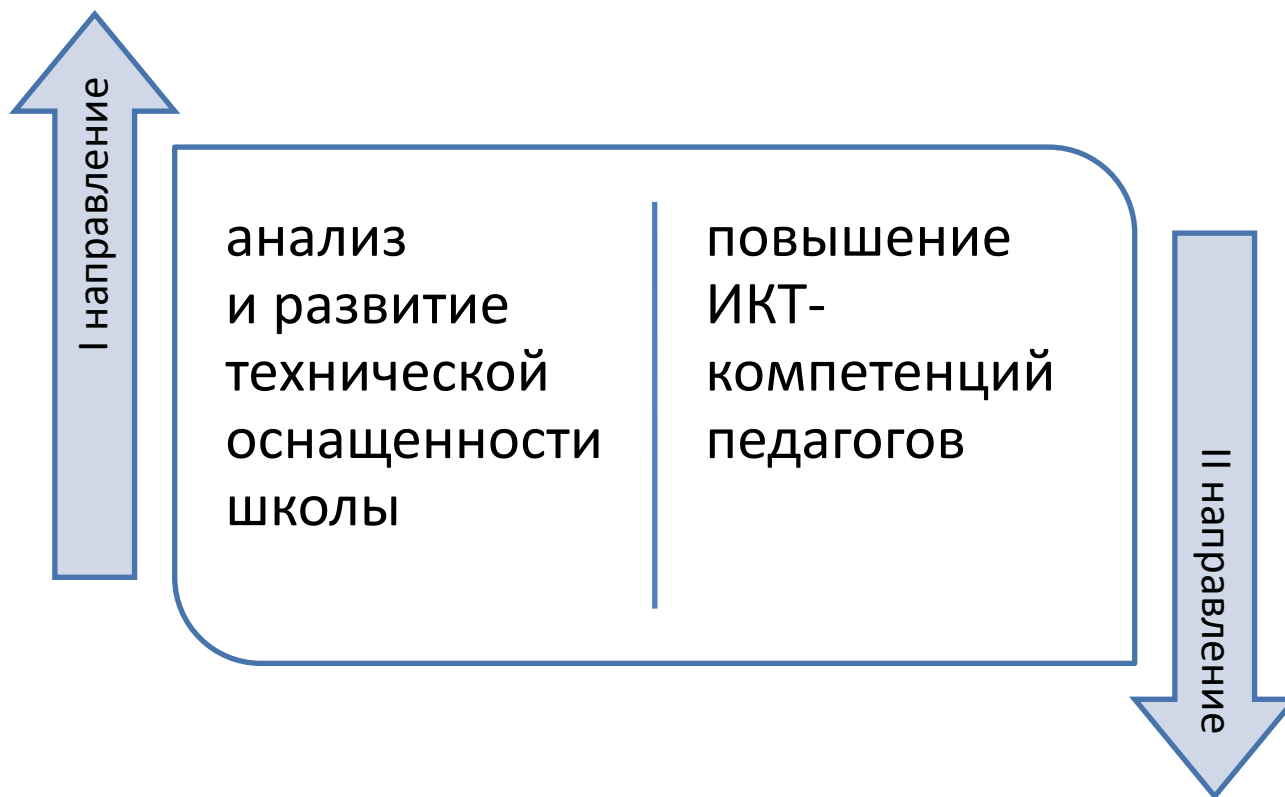 I направление
анализ
и развитие
технической
оснащенности
школы
повышение
ИКТ-
компетенций
педагогов
II направление